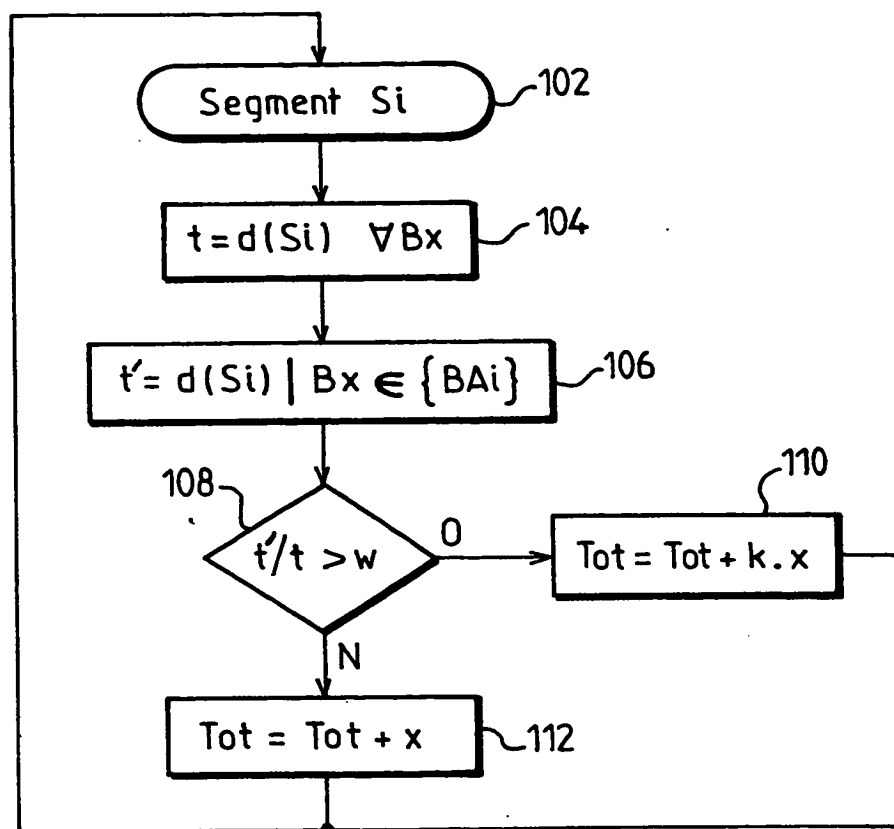 Segment Si
102
t = d(Si) ∀Bx
104
t' = d(Si) | Bx ∈ {BAi}
106
108
t'/t > w
O
110
Tot = Tot + k.x
N
Tot = Tot + x
112